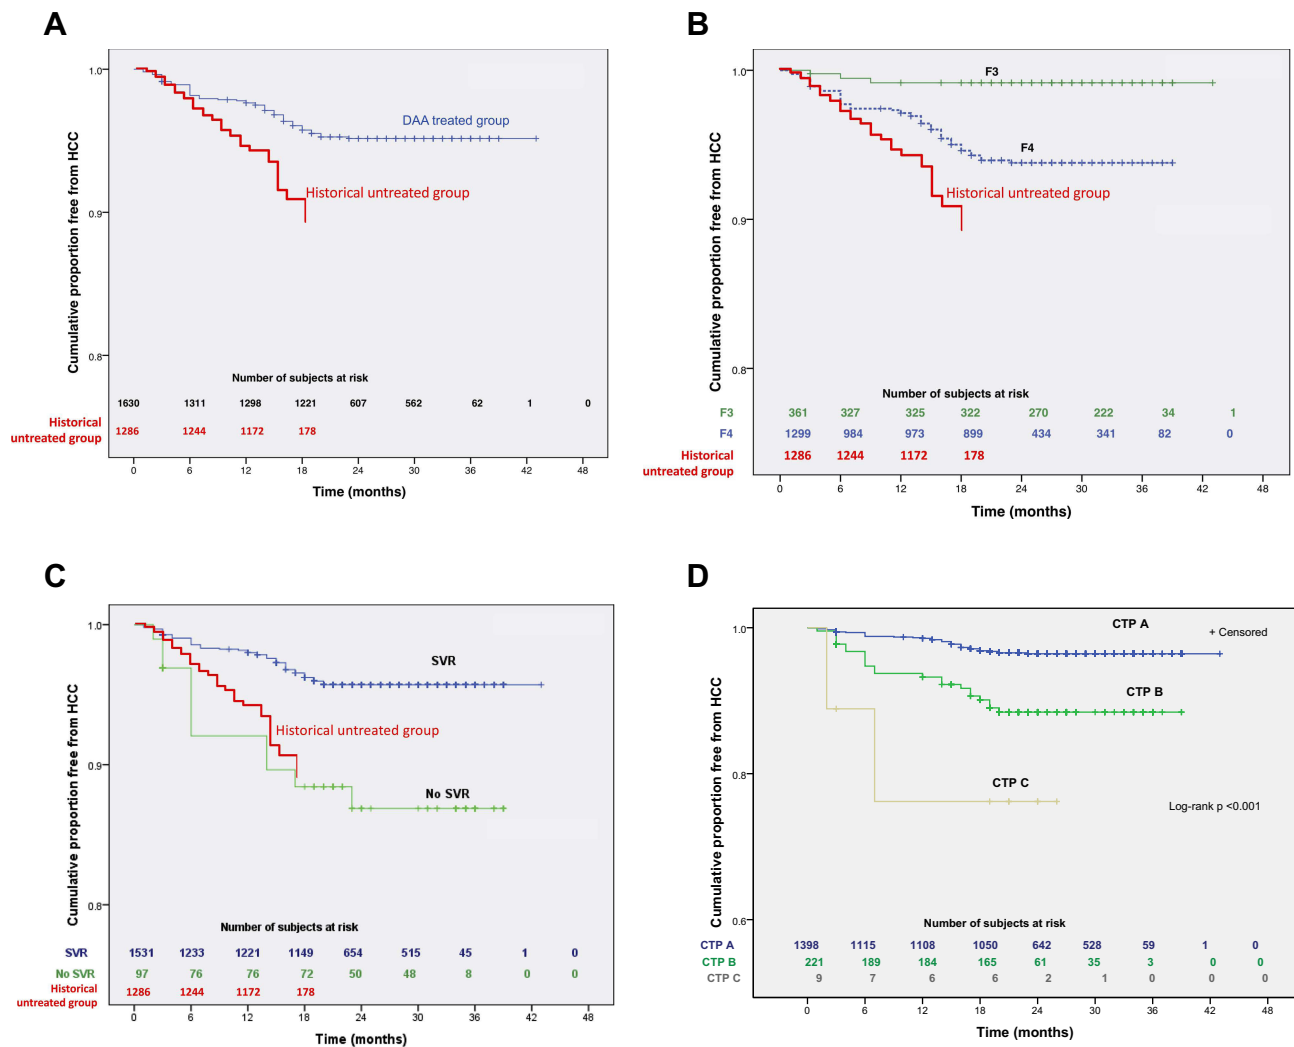 A
Cumulative proportion free from HCC
1.0
0.9
0.8
DAA treated group
Historical untreated group
Number of subjects at risk
1630 1311 1298 1221 607 562 62 1 0
Historical
untreated group
1286 1244 1172 178
0 6 12 18 24 30 36 42 48
Time (months)
B
Cumulative proportion free from HCC
1.0
0.9
0.8
F3
F4
Historical untreated group
Number of subjects at risk
F3 361 327 325 322 270 222 34 1
F4 1299 984 973 899 434 341 82 0
Historical
untreated group
1286 1244 1172 178
0 6 12 18 24 30 36 42 48
Time (months)
C
Cumulative proportion free from HCC
1.0
0.9
0.8
SVR
Historical untreated group
No SVR
Number of subjects at risk
SVR 1531 1233 1221 1149 654 515 45 1 0
No SVR 97 76 76 72 50 48 8 0 0
Historical
untreated group
1286 1244 1172 178
0 6 12 18 24 30 36 42 48
Time (months)
D
Cumulative proportion free from HCC
1.0
0.8
0.6
CTP A
+ Censored
CTP B
CTP C
Log-rank p <0.001
Number of subjects at risk
CTP A 1398 1115 1108 1050 642 528 59 1 0
CTP B 221 189 184 165 61 35 3 0 0
CTP C 9 7 6 6 2 1 0 0 0
0 6 12 18 24 30 36 42 48
Time (months)